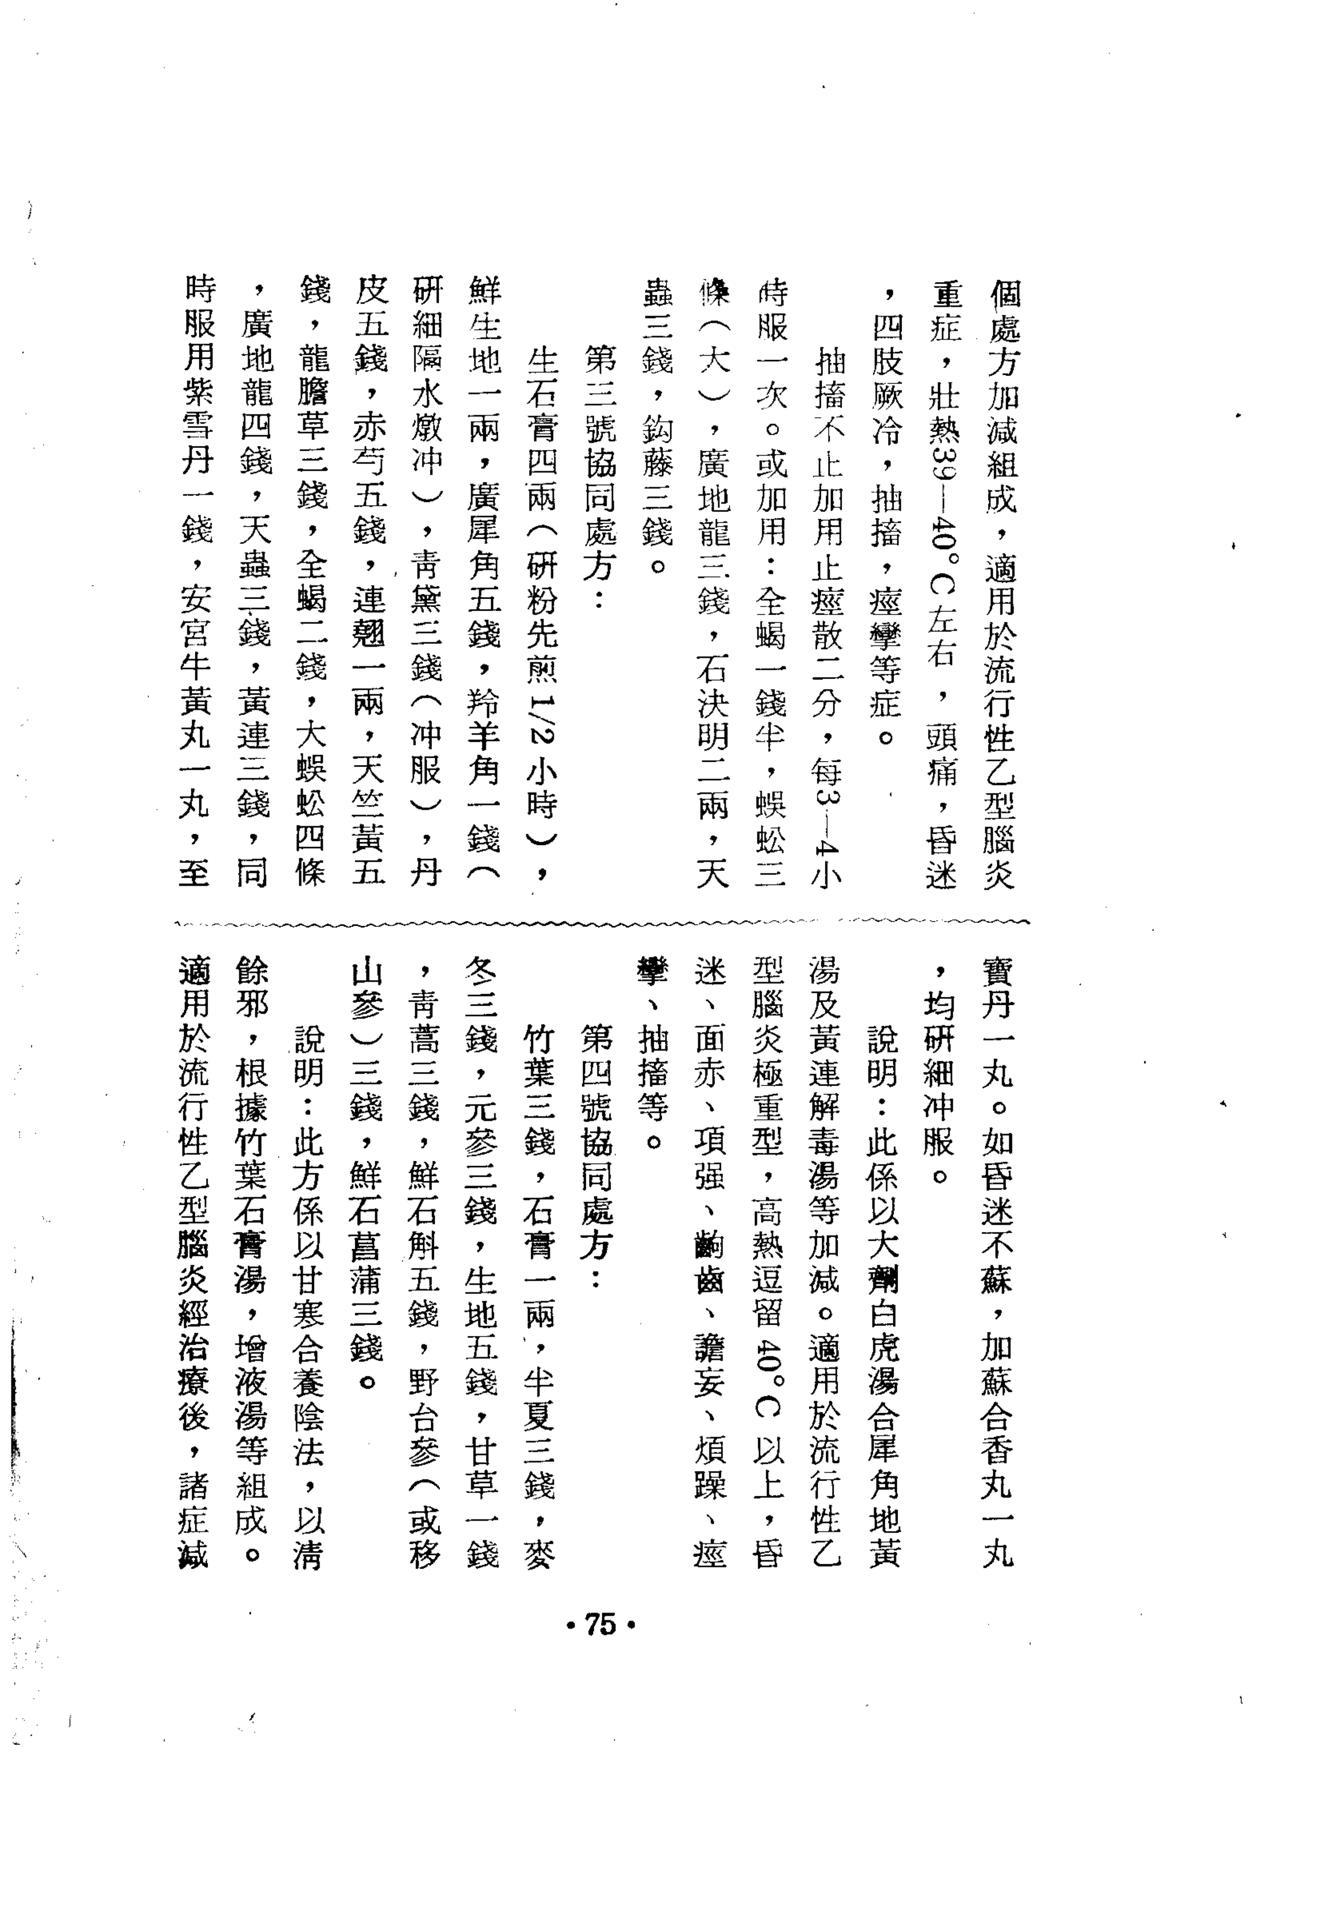 個處方加減組成，適用於流行性乙型腦炎
重症，壯熱39—40°C左右，頭痛，昏迷
，四肢厥冷，抽搐，痙攣等症。
抽搐不止加用止痙散二分，每3—4小
時服一次。或加用：全蝎一錢半，蜈蚣三
條（大），廣地龍三錢，石決明二兩，天
蟲三錢，鈎藤三錢。
第三號協同處方：
生石膏四兩（研粉先煎1/2小時），
鮮生地一兩，廣犀角五錢，羚羊角一錢（
研細隔水燉冲），靑黛三錢（冲服），丹
皮五錢，赤芍五錢，連翹一兩，天竺黃五
錢，龍膽草三錢，全蝎二錢，大蜈蚣四條
，廣地龍四錢，天蟲三錢，黃連三錢，同
時服用紫雪丹一錢，安宮牛黃丸一丸，至
寶丹一丸。如昏迷不蘇，加蘇合香丸一丸
，均研細冲服。
說明：此係以大劑白虎湯合犀角地黃
湯及黃連解毒湯等加減。適用於流行性乙
型腦炎極重型，高熱逗留40°C以上，昏
迷、面赤、項强、齣齒、譫妄、煩躁、痙
攣、抽搐等。
第四號協同處方：
竹葉三錢，石膏一兩，半夏三錢，麥
冬三錢，元參三錢，生地五錢，甘草一錢
，靑蒿三錢，鮮石斛五錢，野台參（或移
山參）三錢，鮮石菖蒲三錢。
說明：此方係以甘寒合養陰法，以淸
餘邪，根據竹葉石膏湯，增液湯等組成。
適用於流行性乙型腦炎經治療後，諸症減
•75•